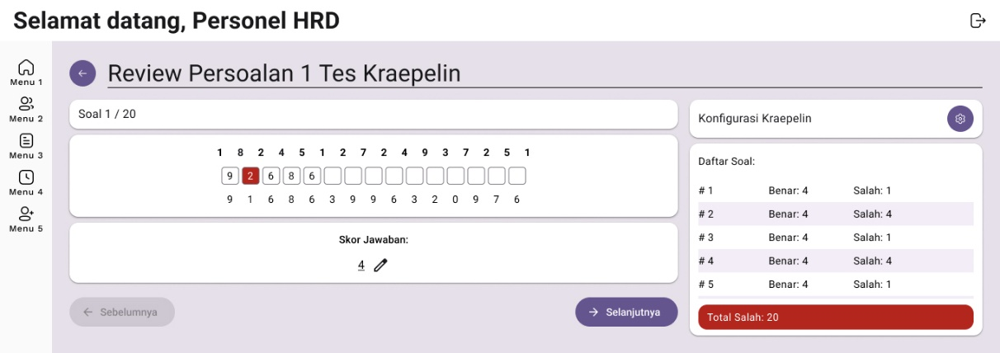 Selamat datang, Personel HRD
Menu 1
Menu 2
Menu 3
Menu 4
Menu 5
Review Persoalan 1 Tes Kraepelin
Soal 1 / 20
1 8 2 4 5 1 2 7 2 4 9 3 7 2 5 1
9 2 6 8 6
9 1 6 8 6 3 9 9 6 3 2 0 9 7 6
Skor Jawaban:
4
Sebelumnya
Selanjutnya
Konfigurasi Kraepelin
Daftar Soal:
# 1 Benar: 4 Salah: 1
# 2 Benar: 4 Salah: 4
# 3 Benar: 4 Salah: 1
# 4 Benar: 4 Salah: 4
# 5 Benar: 4 Salah: 1
Total Salah: 20